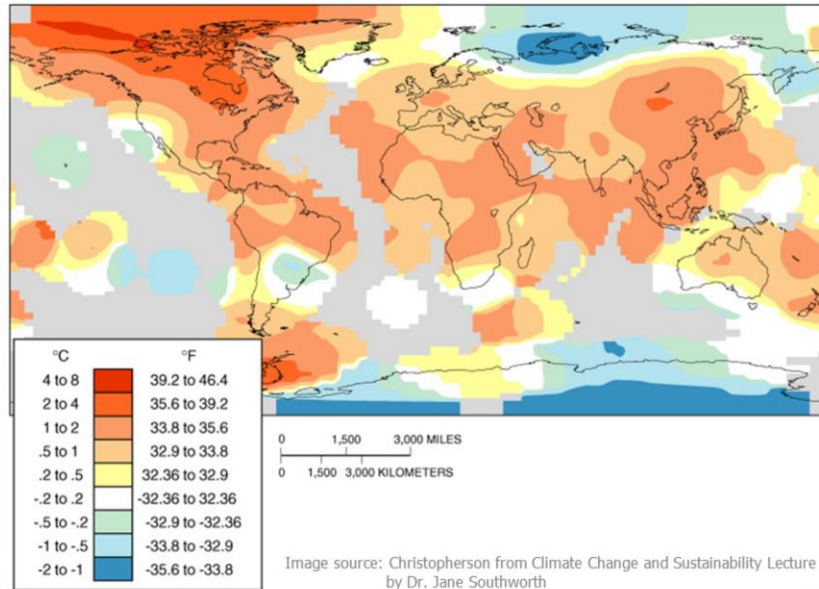 °C °F
4 to 8 39.2 to 46.4
2 to 4 35.6 to 39.2
1 to 2 33.8 to 35.6
.5 to 1 32.9 to 33.8
.2 to .5 32.36 to 32.9
-.2 to .2 -32.36 to 32.36
-.5 to -.2 -32.9 to -32.36
-1 to -.5 -33.8 to -32.9
-2 to -1 -35.6 to -33.8
0 1,500 3,000 MILES
0 1,500 3,000 KILOMETERS
Image source: Christopherson from Climate Change and Sustainability Lecture
by Dr. Jane Southworth